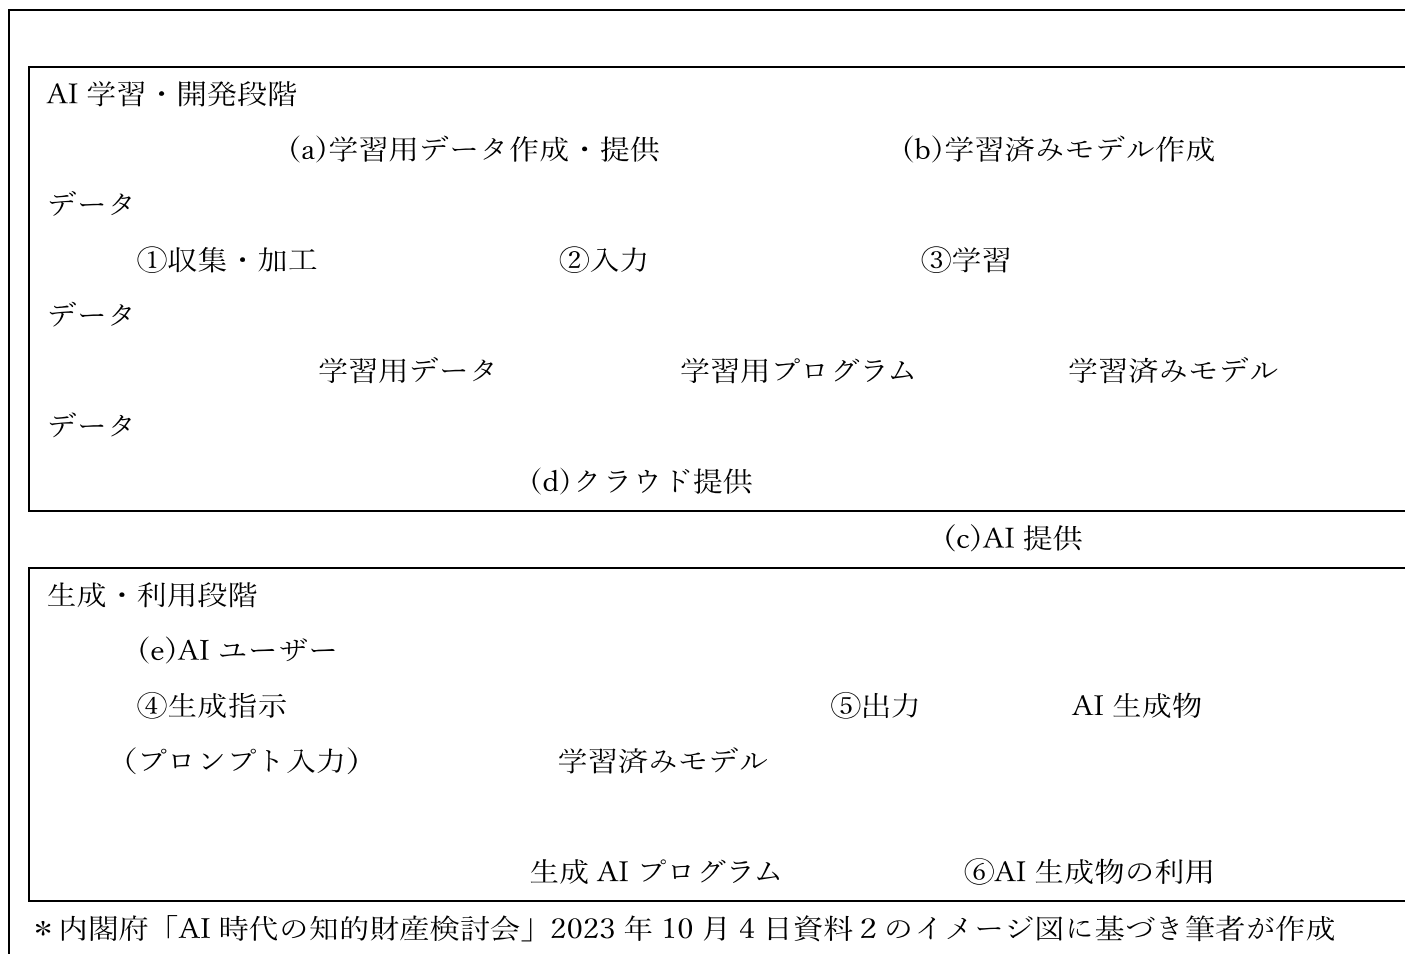 AI 学習・開発段階
(a)学習用データ作成・提供 (b)学習済みモデル作成
データ
①収集・加工 ②入力 ③学習
データ
学習用データ 学習用プログラム 学習済みモデル
データ
(d)クラウド提供
(c)AI 提供
生成・利用段階
(e)AI ユーザー
④生成指示 ⑤出力 AI 生成物
(プロンプト入力) 学習済みモデル
生成 AI プログラム ⑥AI 生成物の利用
＊内閣府「AI 時代の知的財産検討会」2023 年 10 月 4 日資料２のイメージ図に基づき筆者が作成